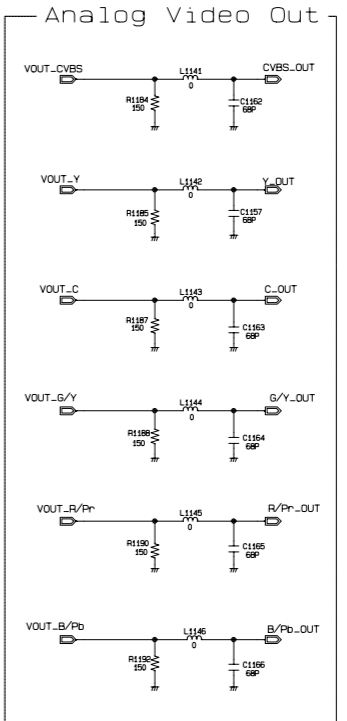 Analog Video Out
VOUT_CVBS
L1141
0
CVBS_OUT
R1184
150
C1162
68P
VOUT_Y
L1142
0
Y_OUT
R1185
150
C1157
68P
VOUT_C
L1143
0
C_OUT
R1187
150
C1163
68P
VOUT_G/Y
L1144
0
G/Y_OUT
R1188
150
C1164
68P
VOUT_R/Pr
L1145
0
R/Pr_OUT
R1190
150
C1165
68P
VOUT_B/Pb
L1146
0
B/Pb_OUT
R1192
150
C1166
68P